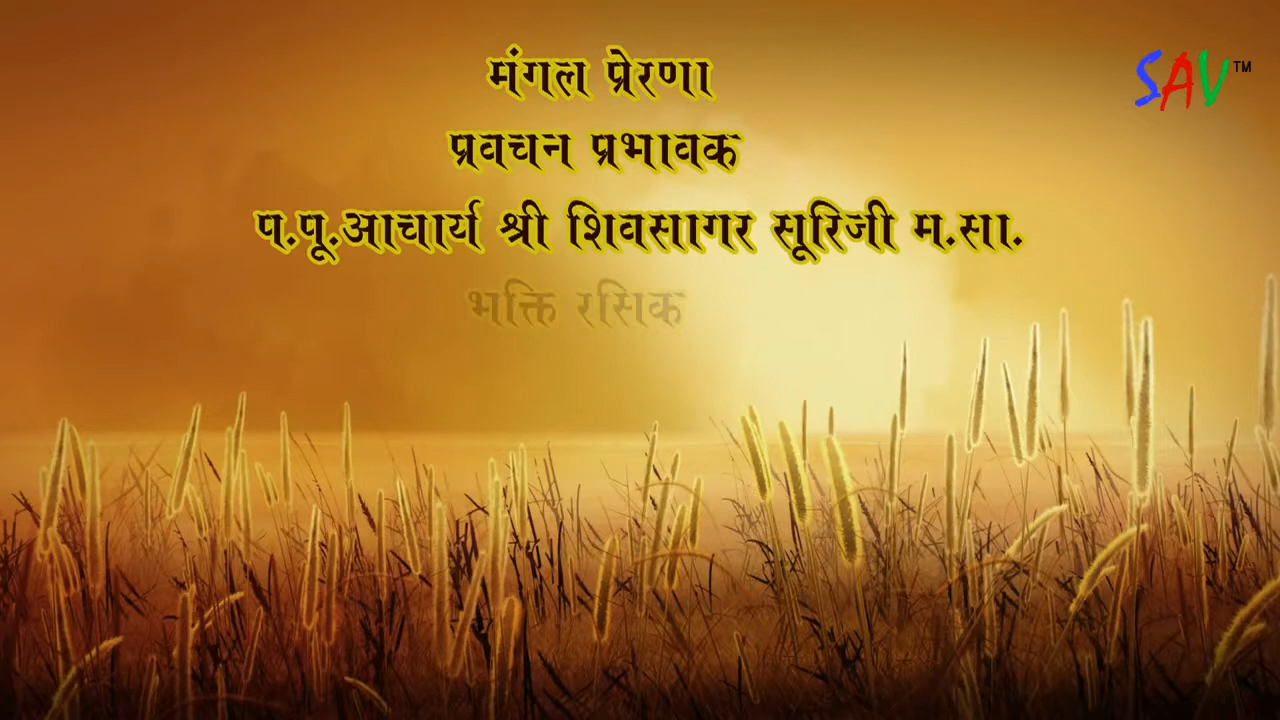 SAV™
मंगल प्रेरणा
प्रवचन प्रभावक
प.पू.आचार्य श्री शिवसागर सूरिजी म.सा.
भक्ति रसिक